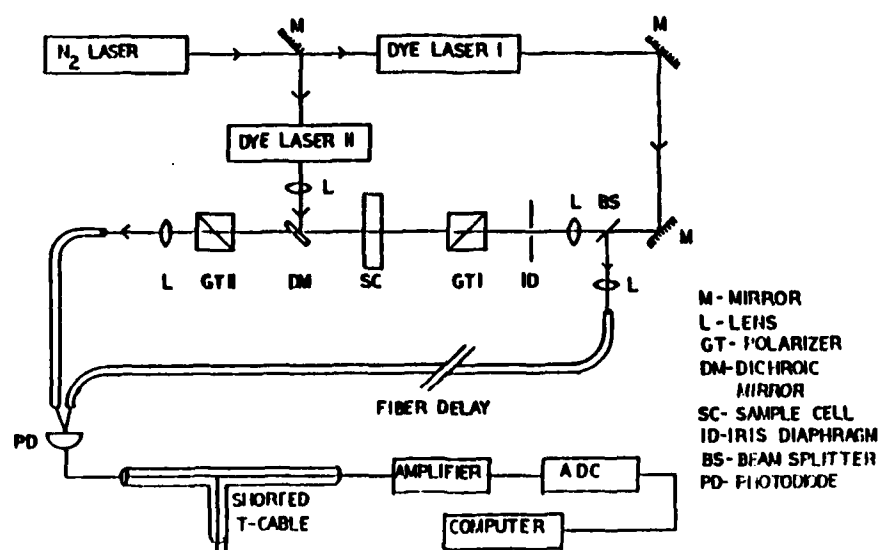 M
M
N2 LASER
DYE LASER I
DYE LASER II
L
L
BS
M
L
GT II
DM
SC
GT I
ID
L
M-MIRROR
L-LENS
GT-POLARIZER
DM-DICHROIC
MIRROR
SC- SAMPLE CELL
ID-IRIS DIAPHRAGM
BS-BEAM SPLITTER
PD-PHOTODIODE
FIBER DELAY
PD
SHORTED
T-CABLE
AMPLIFIER
ADC
COMPUTER